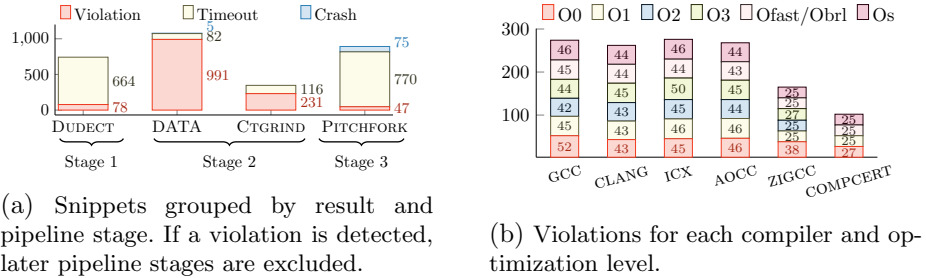 Violation Timeout Crash
1,000
500
0
664
78
5
82
991
116
231
75
770
47
DUDECT DATA CTGRIND PITCHFORK
Stage 1 Stage 2 Stage 3
(a) Snippets grouped by result and
pipeline stage. If a violation is detected,
later pipeline stages are excluded.
O0 O1 O2 O3 Ofast/Obrl Os
300
200
100
46 46 44
45 44 44 43
44 45 50 45 25
42 43 45 44 25
45 43 46 46 27
52 43 45 46 25
25
38
25
25
25
27
GCC CLANG ICX AOCC ZIGCC COMPCERT
(b) Violations for each compiler and op-
timization level.